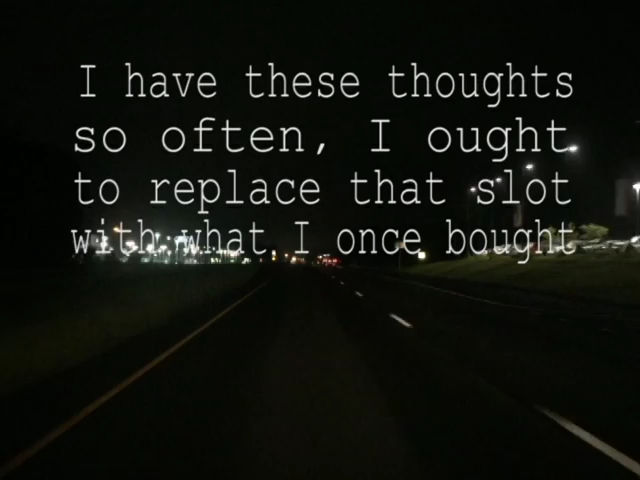 I have these thoughts
so often, I ought
to replace that slot
with what I once bought